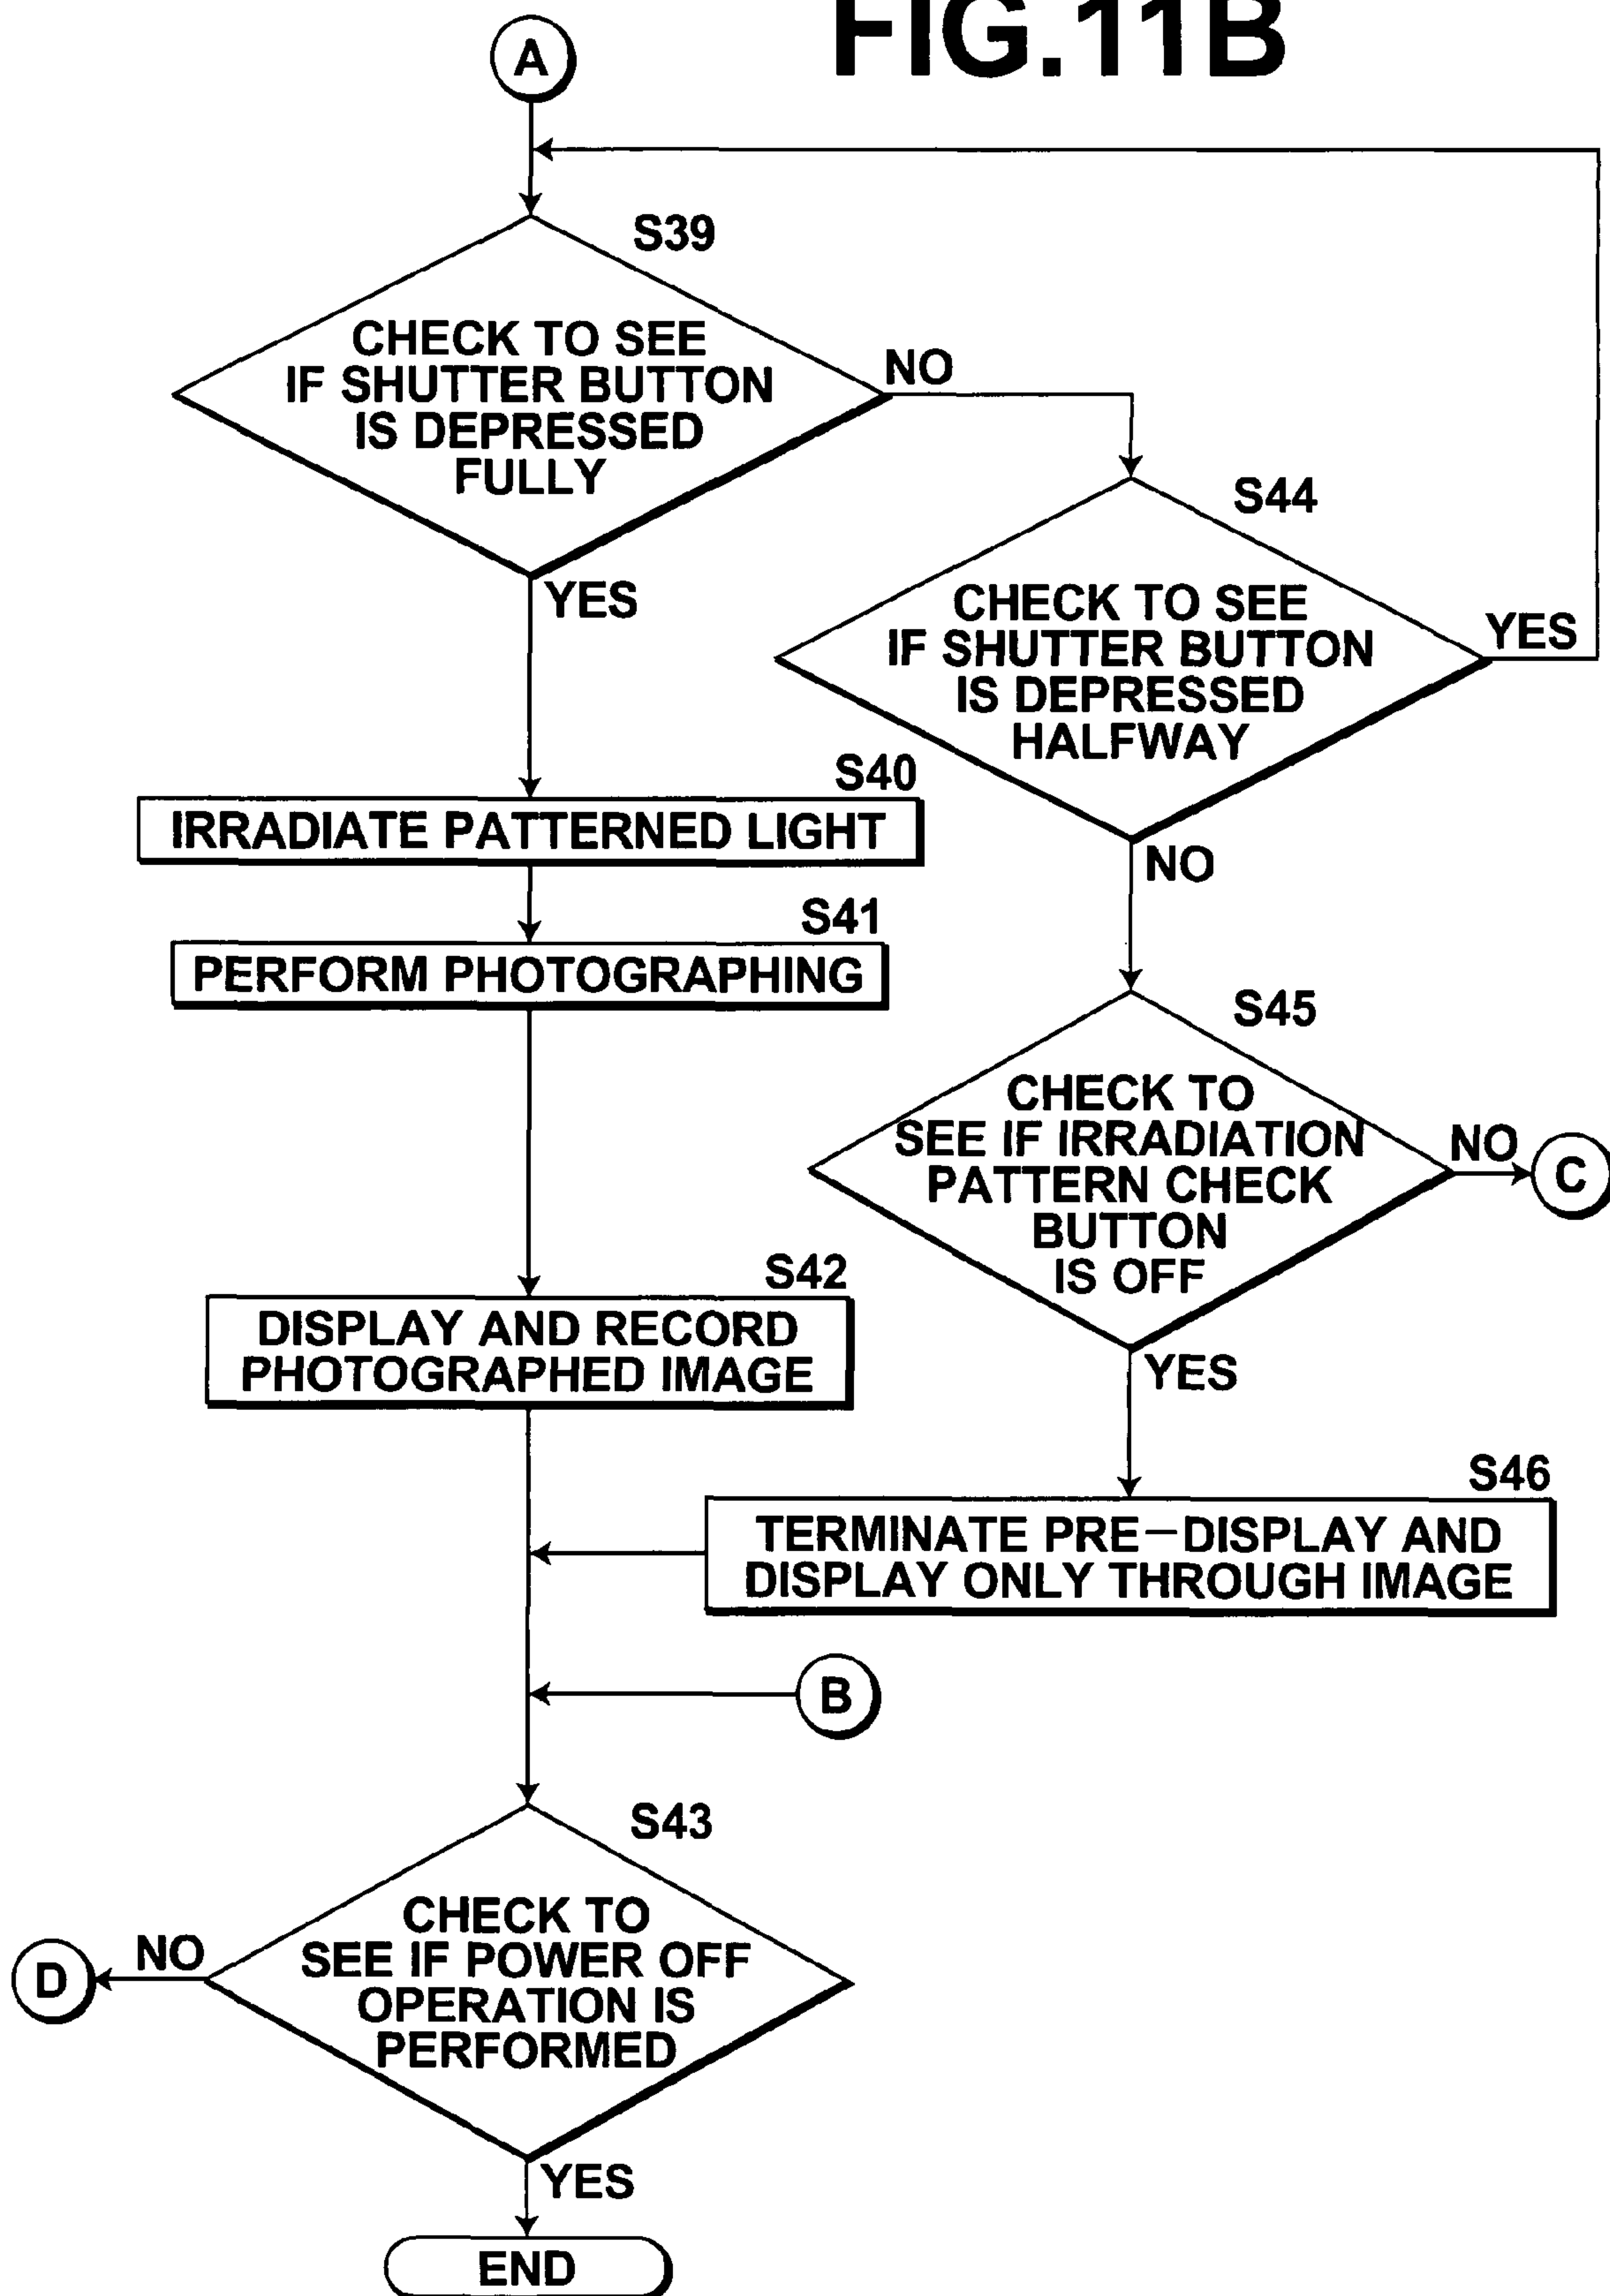 FIG.11B
A
S39
CHECK TO SEE
IF SHUTTER BUTTON
IS DEPRESSED
FULLY
NO
YES
S44
CHECK TO SEE
IF SHUTTER BUTTON
IS DEPRESSED
HALFWAY
YES
NO
S40
IRRADIATE PATTERNED LIGHT
S41
PERFORM PHOTOGRAPHING
S45
CHECK TO
SEE IF IRRADIATION
PATTERN CHECK
BUTTON
IS OFF
NO
C
YES
S42
DISPLAY AND RECORD
PHOTOGRAPHED IMAGE
S46
TERMINATE PRE-DISPLAY AND
DISPLAY ONLY THROUGH IMAGE
B
S43
CHECK TO
SEE IF POWER OFF
OPERATION IS
PERFORMED
NO
D
YES
END